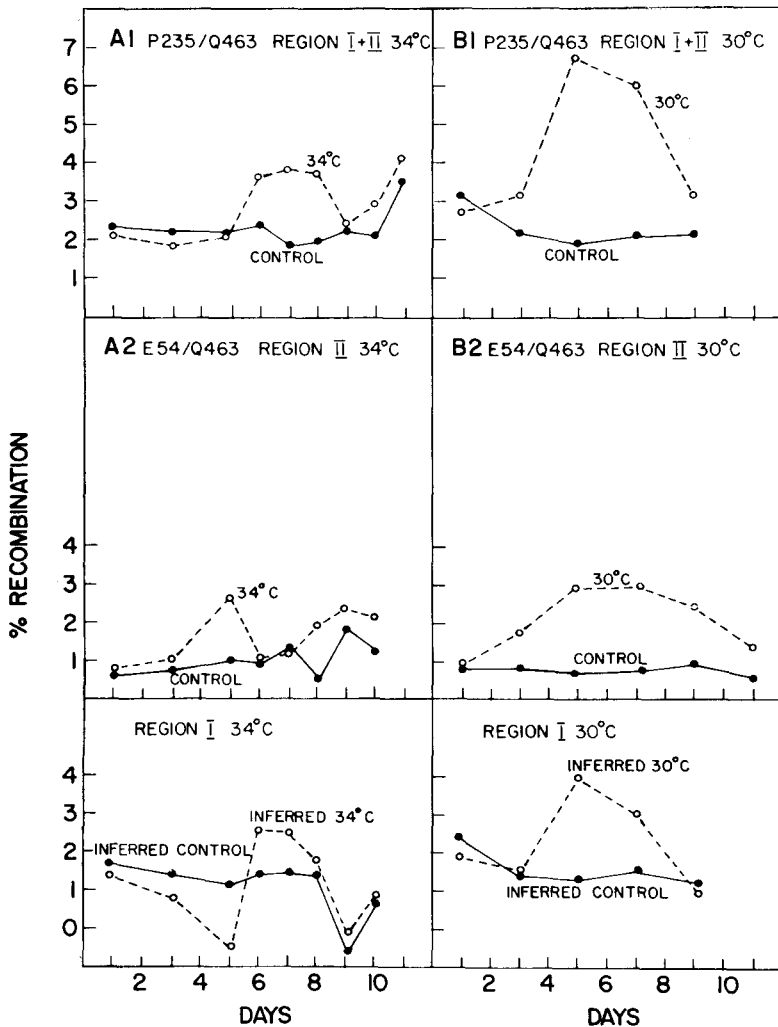 A1 P235/Q463 REGION I+II 34°C
7
6
5
4
3
2
1
34°C
CONTROL
B1 P235/Q463 REGION I+II 30°C
30°C
CONTROL
A2 E54/Q463 REGION II 34°C
4
3
2
1
34°C
CONTROL
B2 E54/Q463 REGION II 30°C
30°C
CONTROL
% RECOMBINATION
REGION I 34°C
4
3
2
1
0
INFERRED 34°C
INFERRED CONTROL
2 4 6 8 10
DAYS
REGION I 30°C
INFERRED 30°C
INFERRED CONTROL
2 4 6 8 10
DAYS